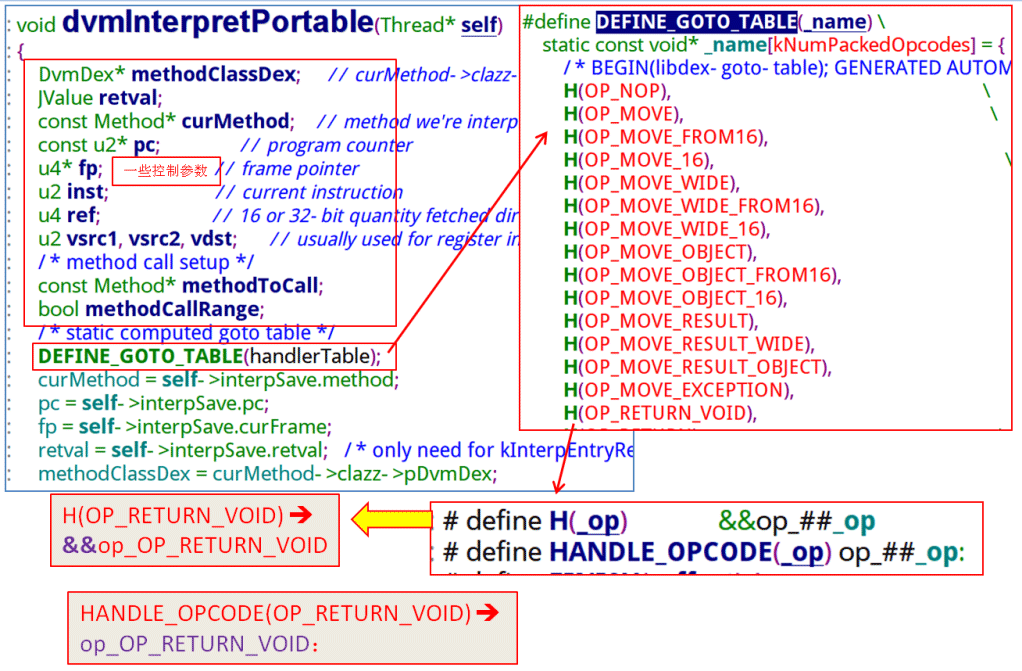 void dvmInterpretPortable(Thread* self)
{
DvmDex* methodClassDex; // curMethod->clazz-
JValue retval;
const Method* curMethod; // method we're interp
const u2* pc; // program counter
u4* fp; 一些控制参数 // frame pointer
u2 inst; // current instruction
u4 ref; // 16 or 32-bit quantity fetched dir
u2 vsrc1, vsrc2, vdst; // usually used for register in
/* method call setup */
const Method* methodToCall;
bool methodCallRange;
/* static computed goto table */
DEFINE_GOTO_TABLE(handlerTable);
curMethod = self->interpSave.method;
pc = self->interpSave.pc;
fp = self->interpSave.curFrame;
retval = self->interpSave.retval; /* only need for kInterpEntryRe
methodClassDex = curMethod->clazz->pDvmDex;
#define DEFINE_GOTO_TABLE(_name) \
static const void* _name[kNumPackedOpcodes] = {
/* BEGIN(libdex-goto-table); GENERATED AUTOM
H(OP_NOP), \
H(OP_MOVE), \
H(OP_MOVE_FROM16),
H(OP_MOVE_16), \
H(OP_MOVE_WIDE),
H(OP_MOVE_WIDE_FROM16),
H(OP_MOVE_WIDE_16),
H(OP_MOVE_OBJECT),
H(OP_MOVE_OBJECT_FROM16),
H(OP_MOVE_OBJECT_16),
H(OP_MOVE_RESULT),
H(OP_MOVE_RESULT_WIDE),
H(OP_MOVE_RESULT_OBJECT),
H(OP_MOVE_EXCEPTION),
H(OP_RETURN_VOID),
# define H(_op) &&op_##_op
# define HANDLE_OPCODE(_op) op_##_op:
H(OP_RETURN_VOID) ➔
&&op_OP_RETURN_VOID
HANDLE_OPCODE(OP_RETURN_VOID) ➔
op_OP_RETURN_VOID：